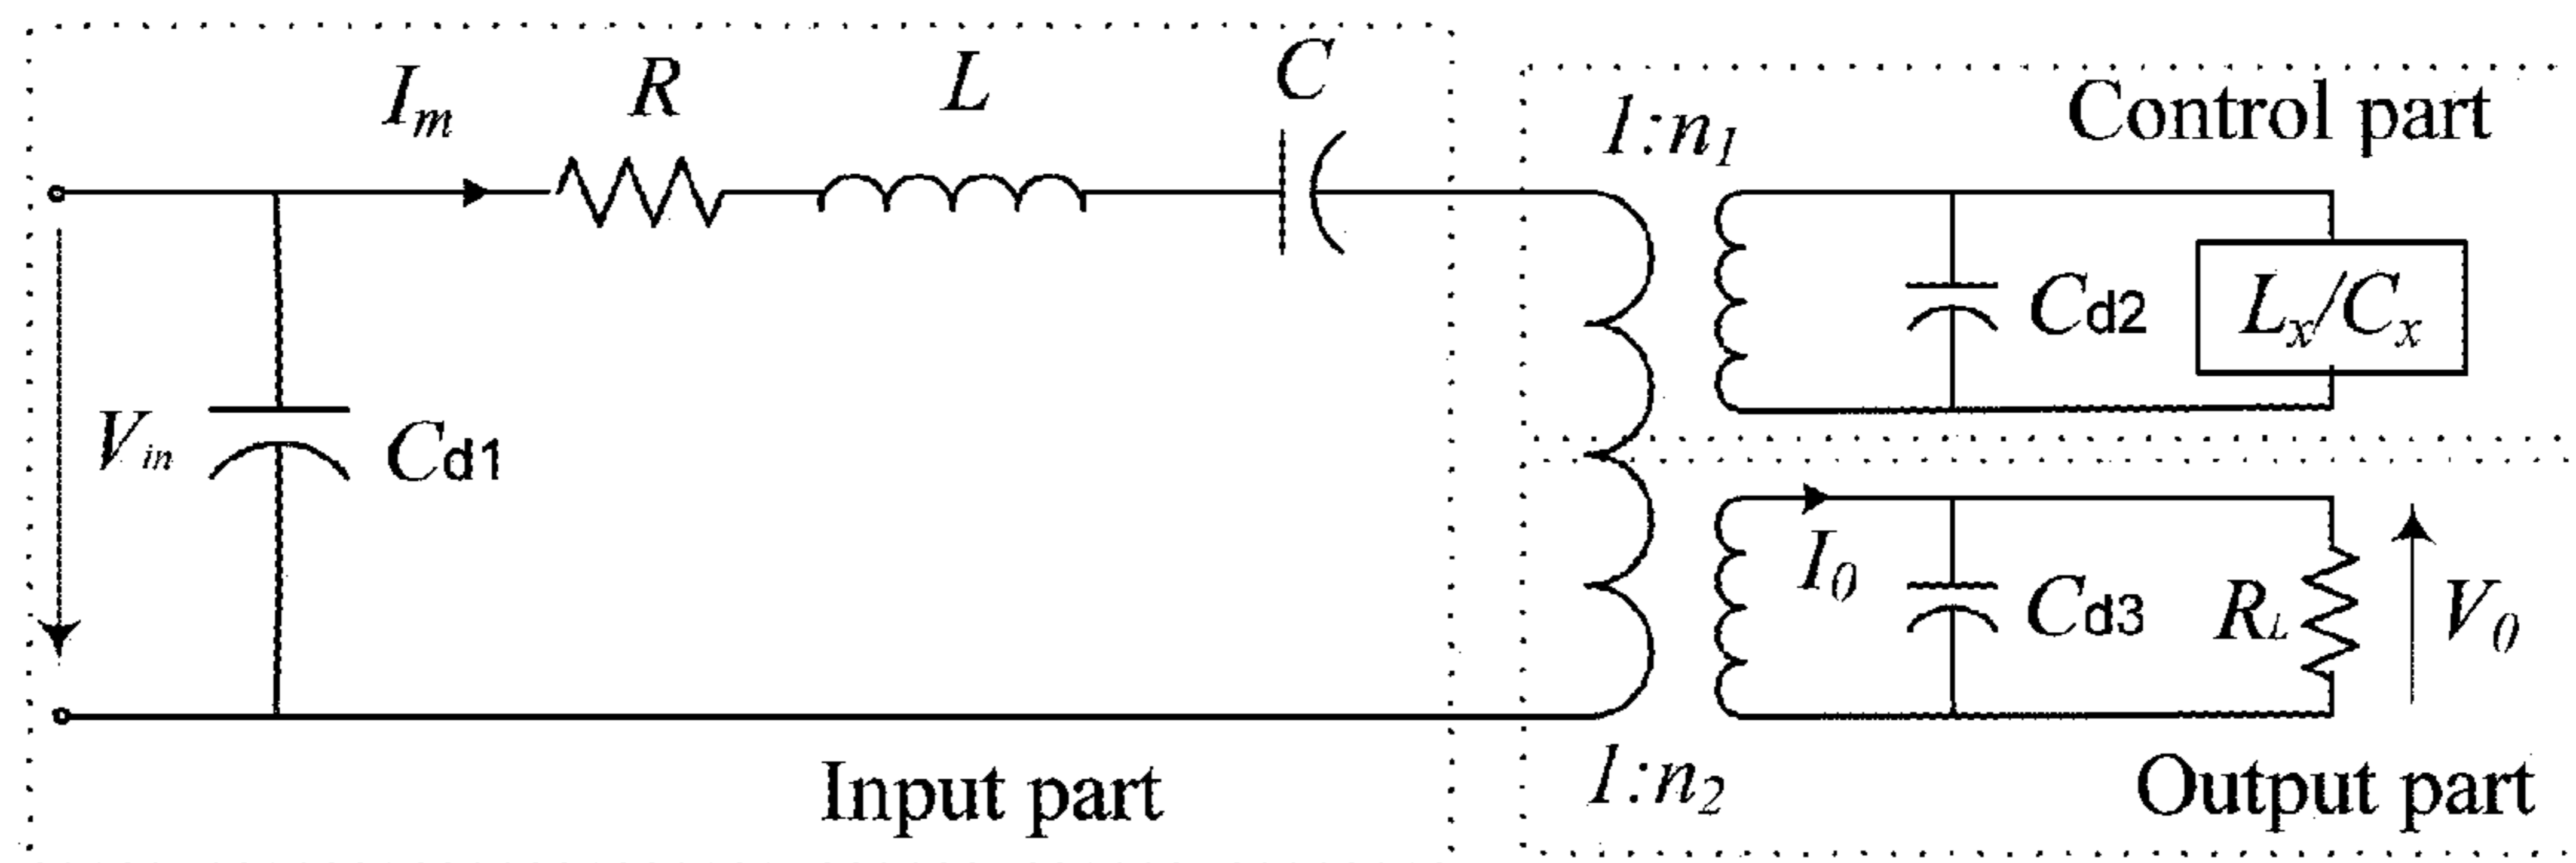 I_m
R
L
C
1:n_1
Control part
C_d2
L_x/C_x
V_in
C_d1
I_0
C_d3
R_L
V_0
Input part
1:n_2
Output part